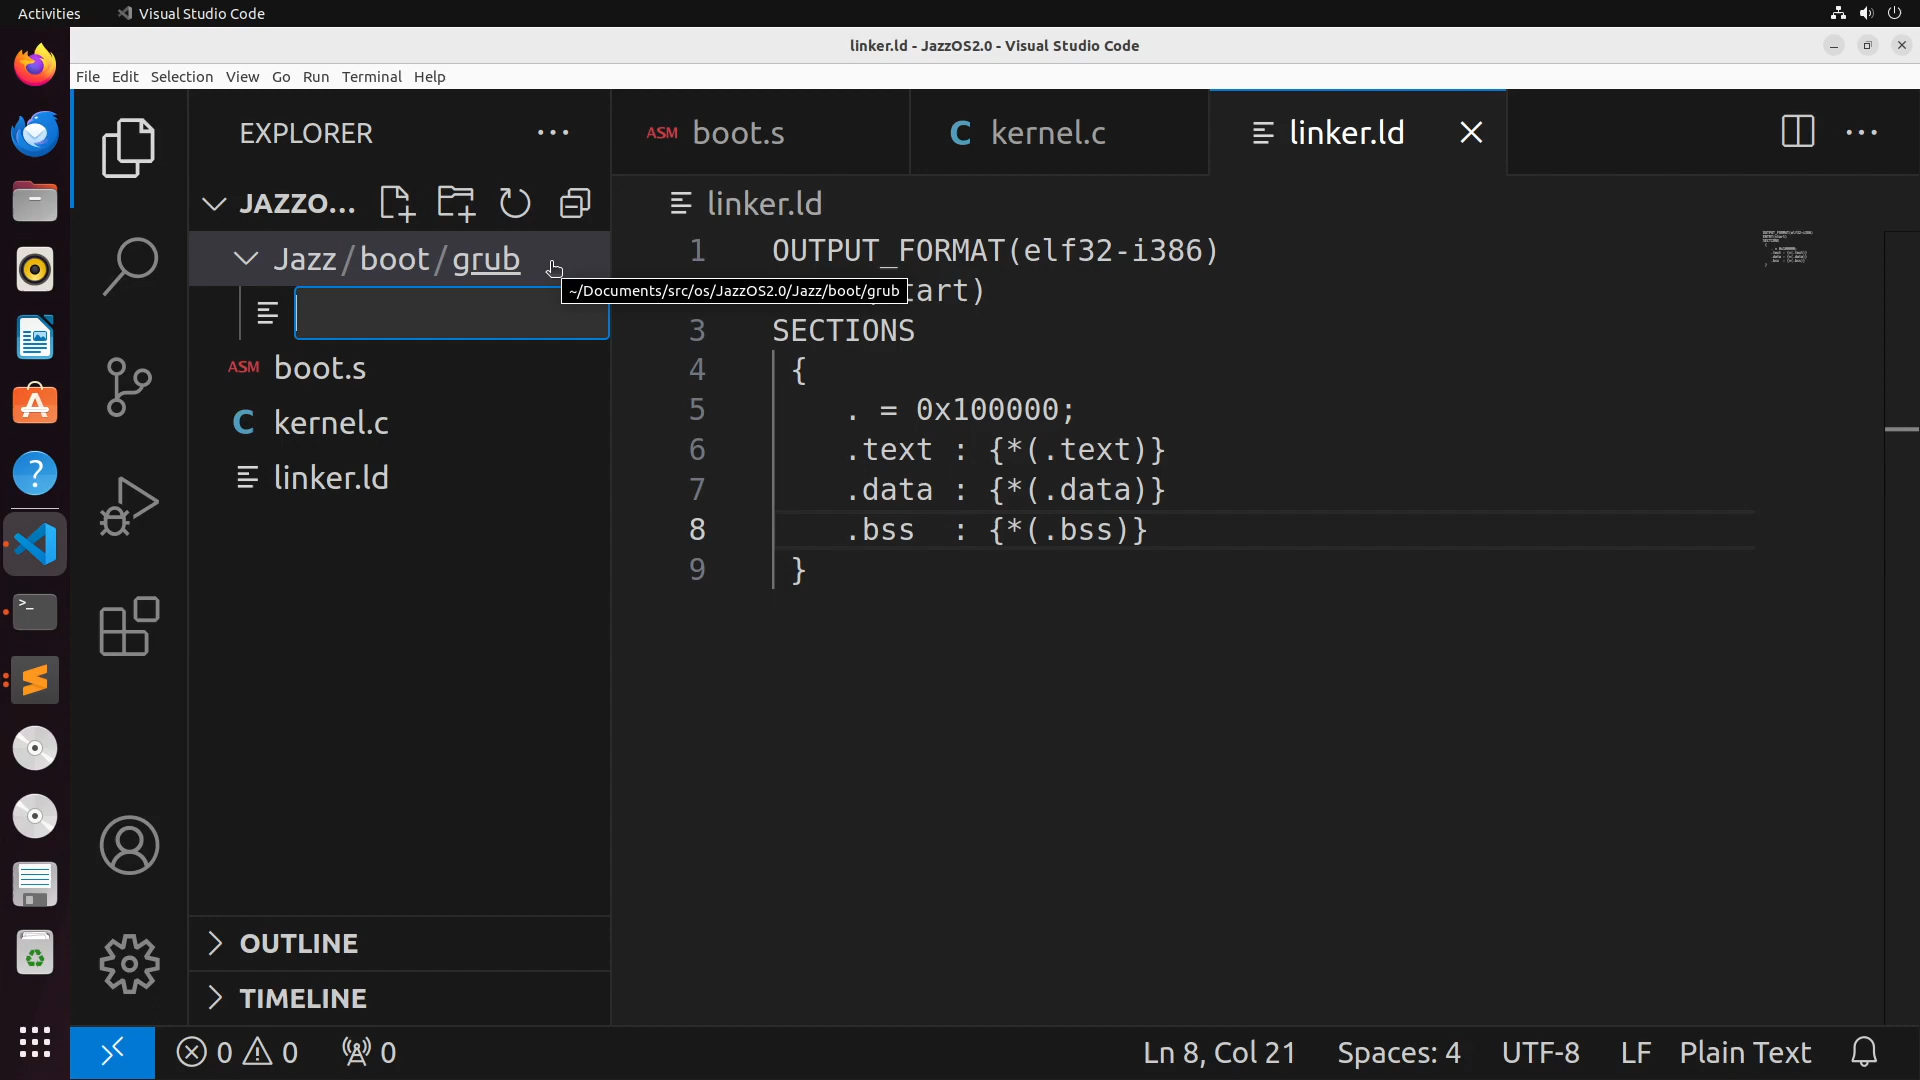 Activities
Visual Studio Code
linker.ld - JazzOS2.0 - Visual Studio Code
File Edit Selection View Go Run Terminal Help
EXPLORER
JAZZO...
Jazz/boot/grub
~/Documents/src/os/JazzOS2.0/Jazz/boot/grub
ASM boot.s
C kernel.c
linker.ld
OUTLINE
TIMELINE
ASM boot.s
C kernel.c
linker.ld
linker.ld
1 OUTPUT_FORMAT(elf32-i386)
tart)
3 SECTIONS
4 {
5 . = 0x100000;
6 .text : {*(.text)}
7 .data : {*(.data)}
8 .bss  : {*(.bss)}
9 }
0 0 0
Ln 8, Col 21 Spaces: 4 UTF-8 LF Plain Text